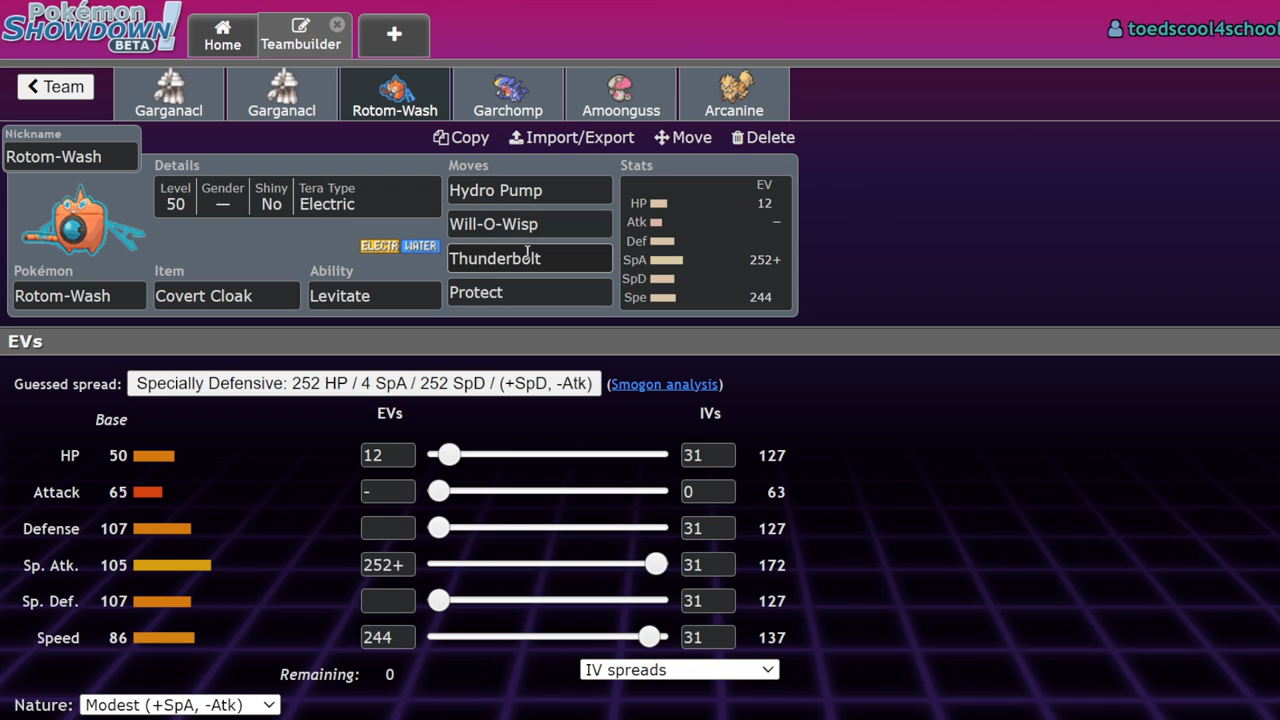 Pokémon
SHOWDOWN!
BETA
Home
Teambuilder
+
toedscool4school
Team
Garganacl
Garganacl
Rotom-Wash
Garchomp
Amoonguss
Arcanine
Copy
Import/Export
Move
Delete
Nickname
Rotom-Wash
Details
Level
Gender
Shiny
Tera Type
50
—
No
Electric
ELECTR WATER
Pokémon
Rotom-Wash
Item
Covert Cloak
Ability
Levitate
Moves
Hydro Pump
Will-O-Wisp
Thunderbolt
Protect
Stats
EV
HP 12
Atk –
Def
SpA 252+
SpD
Spe 244
EVs
Guessed spread: Specially Defensive: 252 HP / 4 SpA / 252 SpD / (+SpD, -Atk) (Smogon analysis)
Base EVs IVs
HP 50 12 31 127
Attack 65 - 0 63
Defense 107 31 127
Sp. Atk. 105 252+ 31 172
Sp. Def. 107 31 127
Speed 86 244 31 137
Remaining: 0
IV spreads
Nature: Modest (+SpA, -Atk)